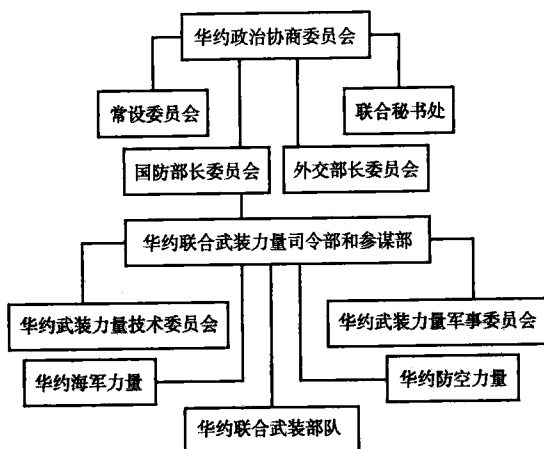 华约政治协商委员会
常设委员会
联合秘书处
国防部长委员会
外交部长委员会
华约联合武装力量司令部和参谋部
华约武装力量技术委员会
华约武装力量军事委员会
华约海军力量
华约防空力量
华约联合武装部队